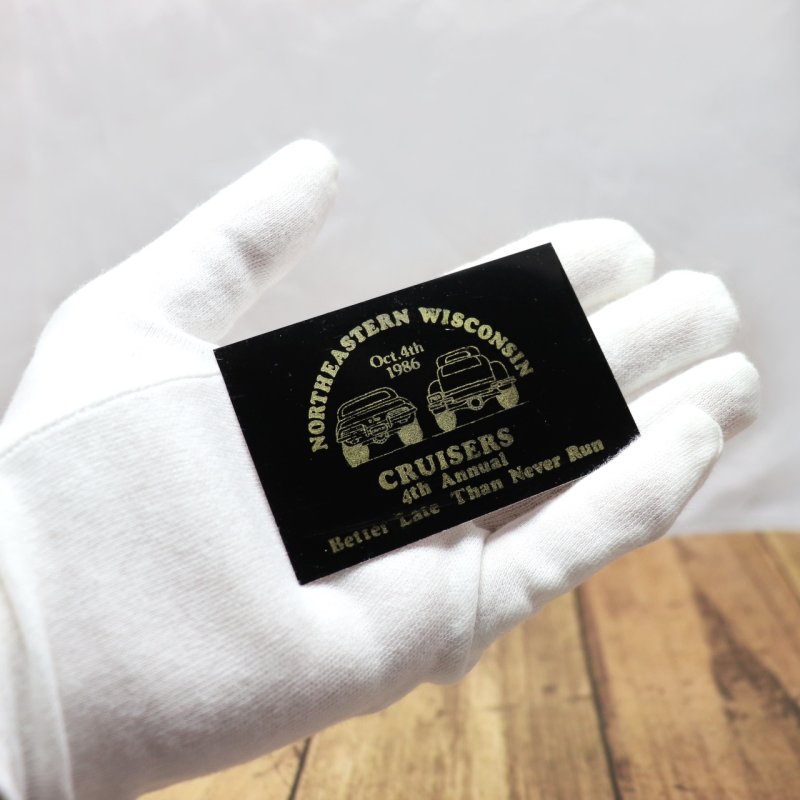 NORTHEASTERN WISCONSIN
Oct. 4th
1986
CRUISERS
4th Annual
Better Late Than Never Run